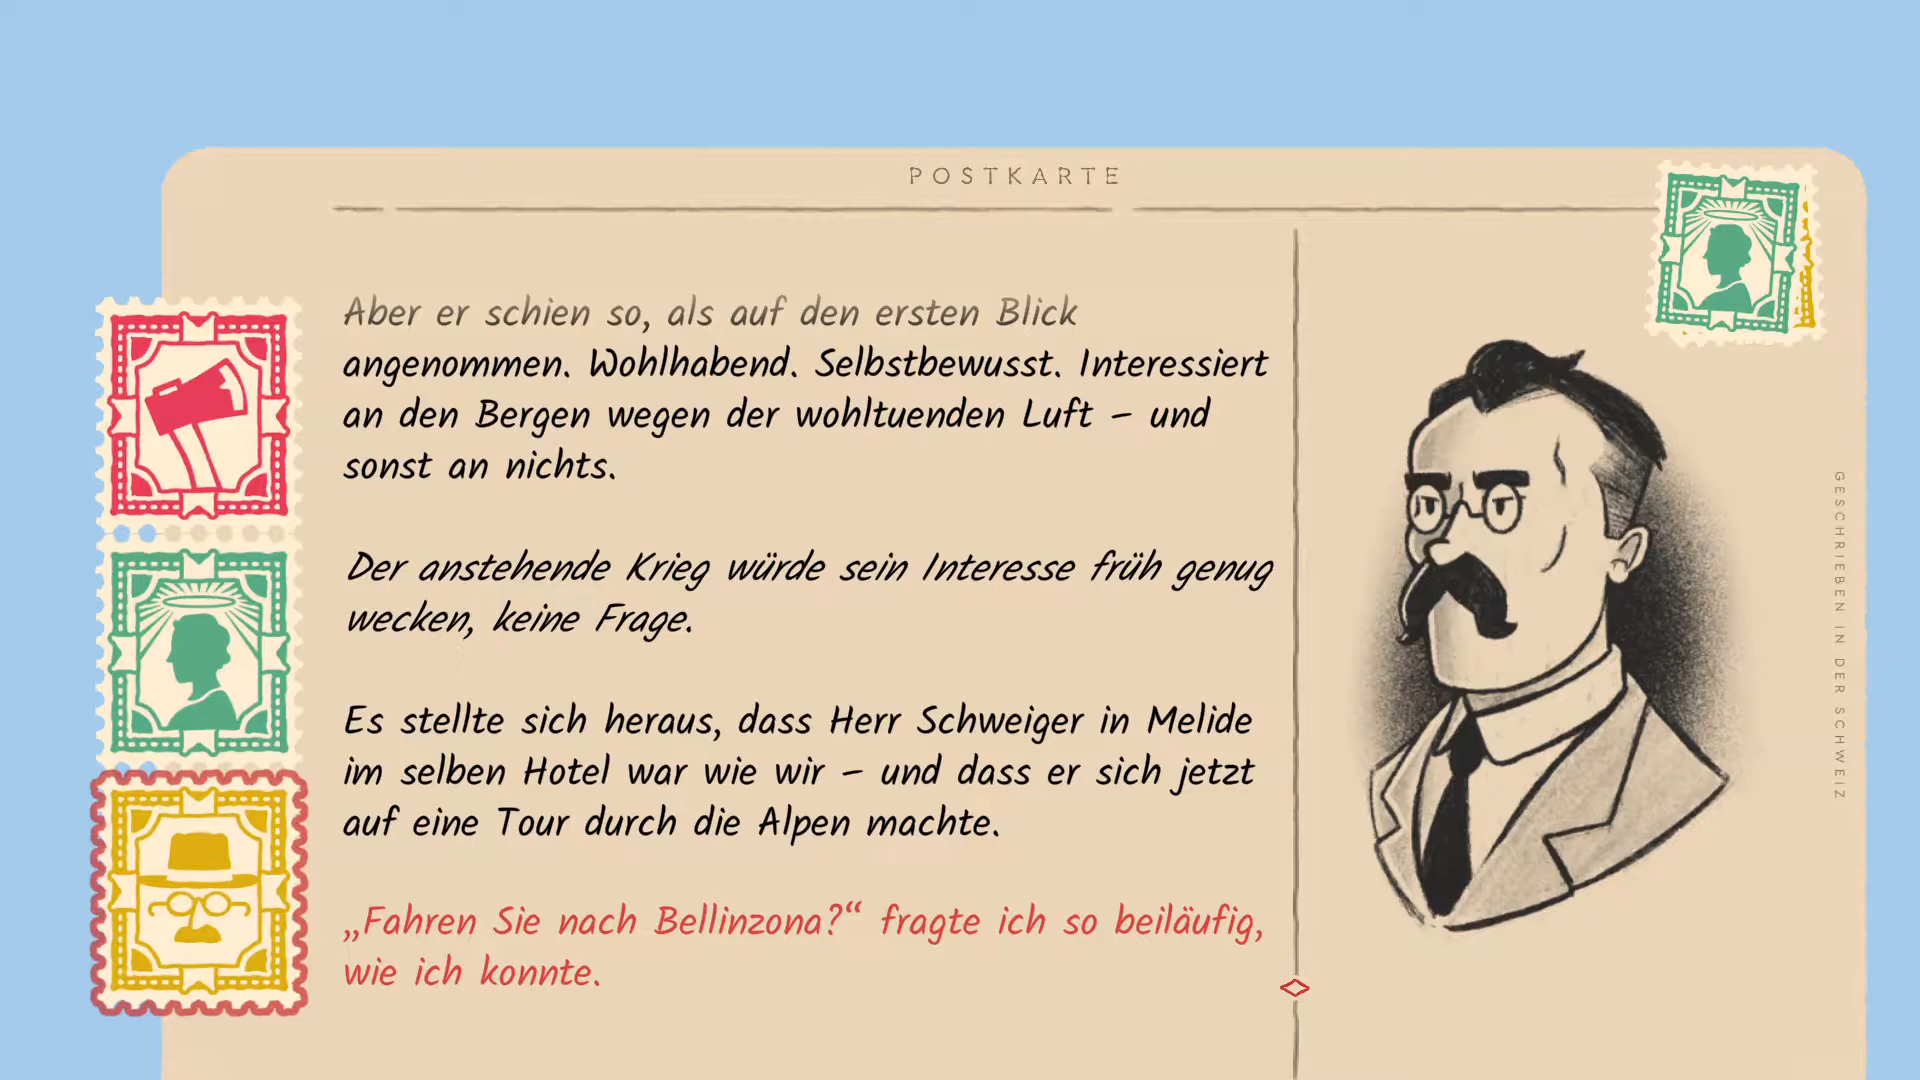 POSTKARTE
Aber er schien so, als auf den ersten Blick
angenommen. Wohlhabend. Selbstbewusst. Interessiert
an den Bergen wegen der wohltuenden Luft – und
sonst an nichts.
Der anstehende Krieg würde sein Interesse früh genug
wecken, keine Frage.
Es stellte sich heraus, dass Herr Schweiger in Melide
im selben Hotel war wie wir – und dass er sich jetzt
auf eine Tour durch die Alpen machte.
„Fahren Sie nach Bellinzona?“ fragte ich so beiläufig,
wie ich konnte.
GESCHRIEBEN IN DER SCHWEIZ